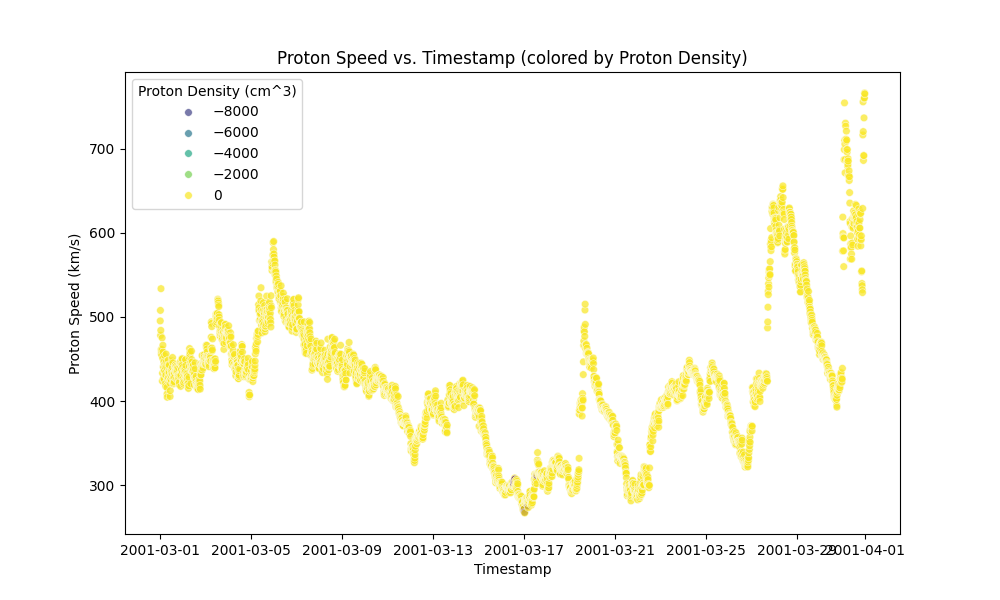 Proton Speed vs. Timestamp (colored by Proton Density)
Proton Density (cm^3)
−8000
−6000
−4000
−2000
0
Proton Speed (km/s)
700
600
500
400
300
2001-03-01 2001-03-05 2001-03-09 2001-03-13 2001-03-17 2001-03-21 2001-03-25 2001-03-29 2001-04-01
Timestamp